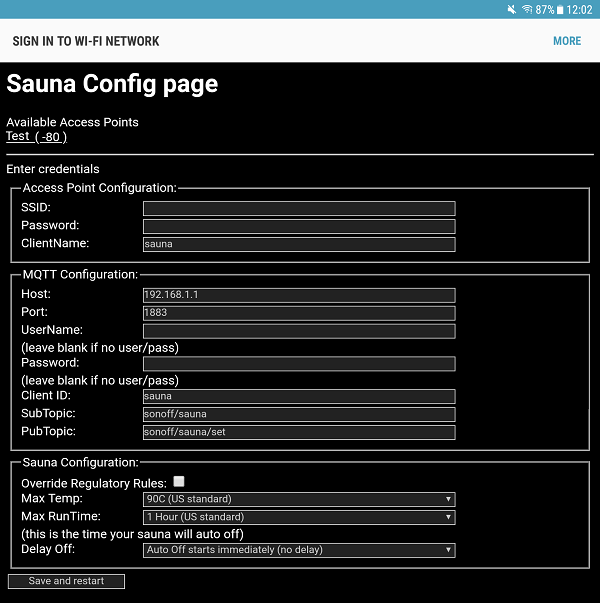 87% 12:02
SIGN IN TO WI-FI NETWORK MORE
Sauna Config page
Available Access Points
Test ( -80 )
Enter credentials
Access Point Configuration:
SSID:
Password:
ClientName: sauna
MQTT Configuration:
Host: 192.168.1.1
Port: 1883
UserName:
(leave blank if no user/pass)
Password:
(leave blank if no user/pass)
Client ID: sauna
SubTopic: sonoff/sauna
PubTopic: sonoff/sauna/set
Sauna Configuration:
Override Regulatory Rules:
Max Temp: 90C (US standard)
Max RunTime: 1 Hour (US standard)
(this is the time your sauna will auto off)
Delay Off: Auto Off starts immediately (no delay)
Save and restart